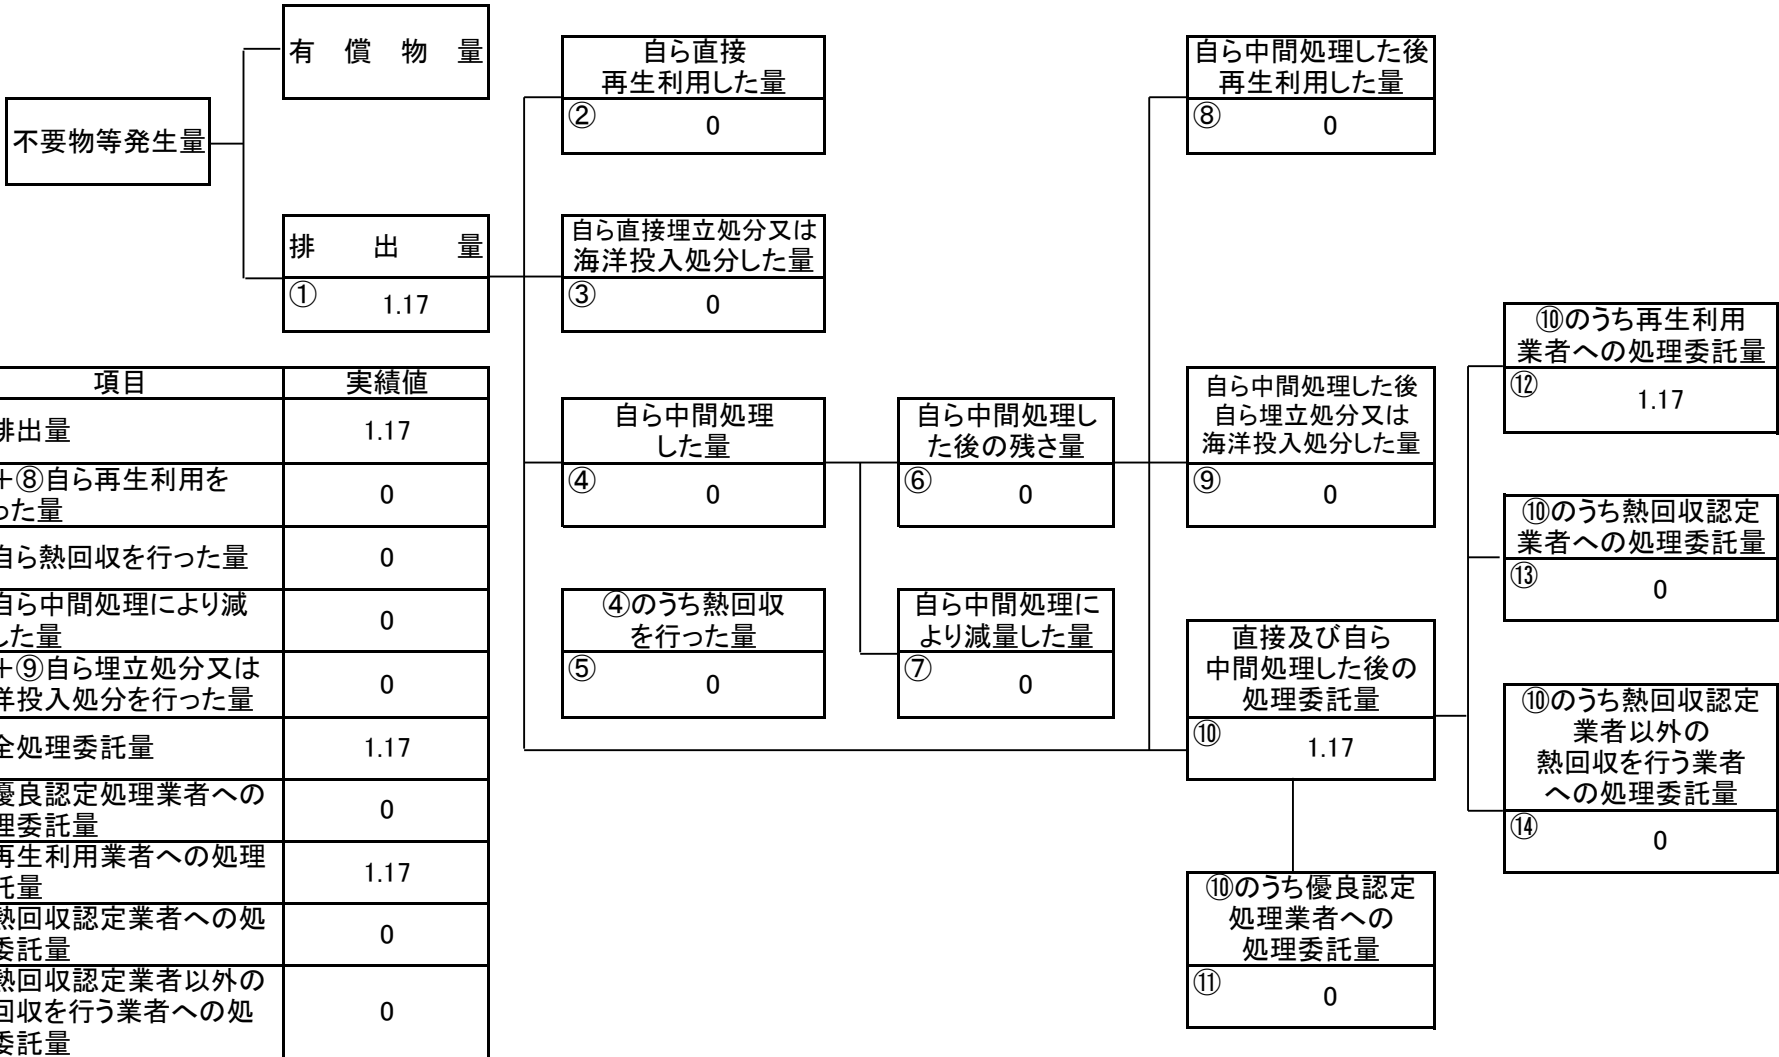 有償物量
不要物等発生量
排出量
① 1.17
自ら直接
再生利用した量
② 0
自ら直接埋立処分又は
海洋投入処分した量
③ 0
自ら中間処理
した量
④ 0
④のうち熱回収
を行った量
⑤ 0
自ら中間処理し
た後の残さ量
⑥ 0
自ら中間処理に
より減量した量
⑦ 0
自ら中間処理した後
再生利用した量
⑧ 0
自ら中間処理した後
自ら埋立処分又は
海洋投入処分した量
⑨ 0
直接及び自ら
中間処理した後の
処理委託量
⑩ 1.17
⑩のうち優良認定
処理業者への
処理委託量
⑪ 0
⑩のうち再生利用
業者への処理委託量
⑫ 1.17
⑩のうち熱回収認定
業者への処理委託量
⑬ 0
⑩のうち熱回収認定
業者以外の
熱回収を行う業者
への処理委託量
⑭ 0
項目 実績値
排出量 1.17
+⑧自ら再生利用を
った量 0
自ら熱回収を行った量 0
自ら中間処理により減
した量 0
+⑨自ら埋立処分又は
洋投入処分を行った量 0
全処理委託量 1.17
優良認定処理業者への
理委託量 0
再生利用業者への処理
託量 1.17
熱回収認定業者への処
委託量 0
熱回収認定業者以外の
回収を行う業者への処
委託量 0